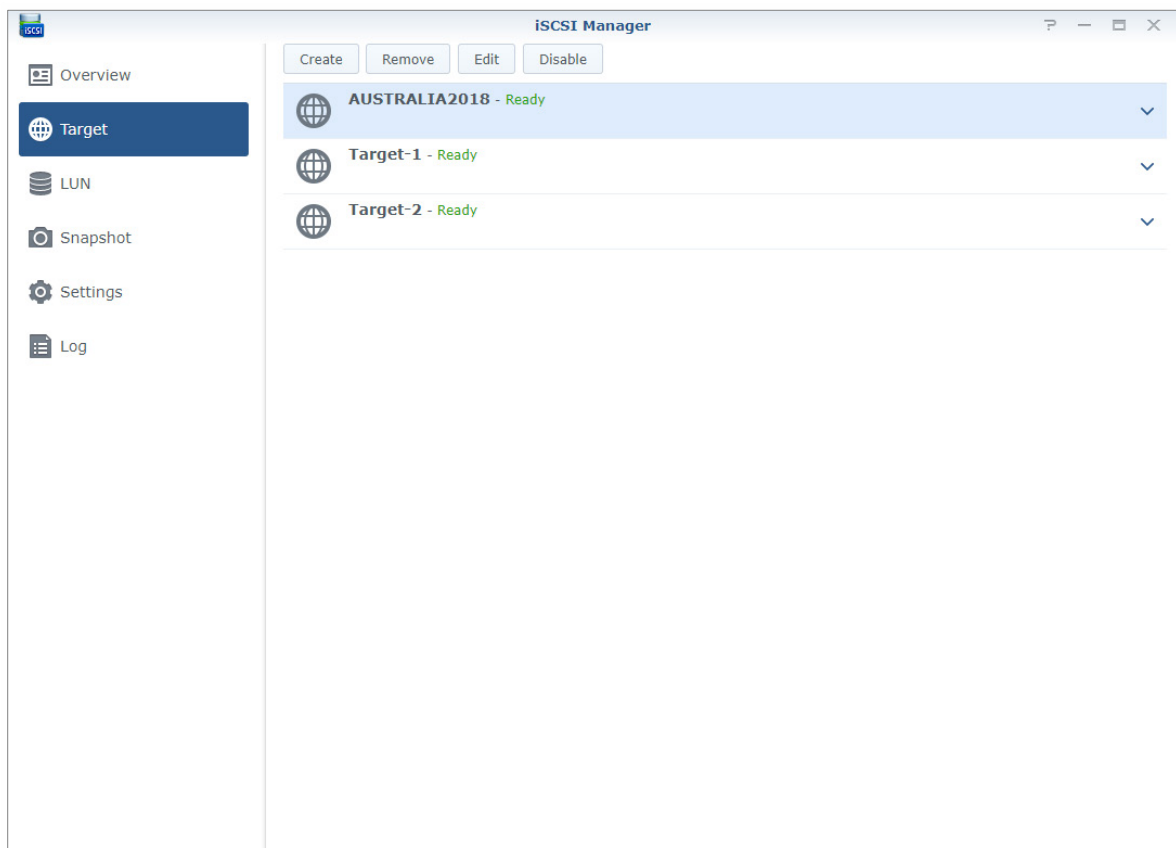 iSCSI
iSCSI Manager
Overview
Target
LUN
Snapshot
Settings
Log
Create Remove Edit Disable
AUSTRALIA2018 - Ready
Target-1 - Ready
Target-2 - Ready